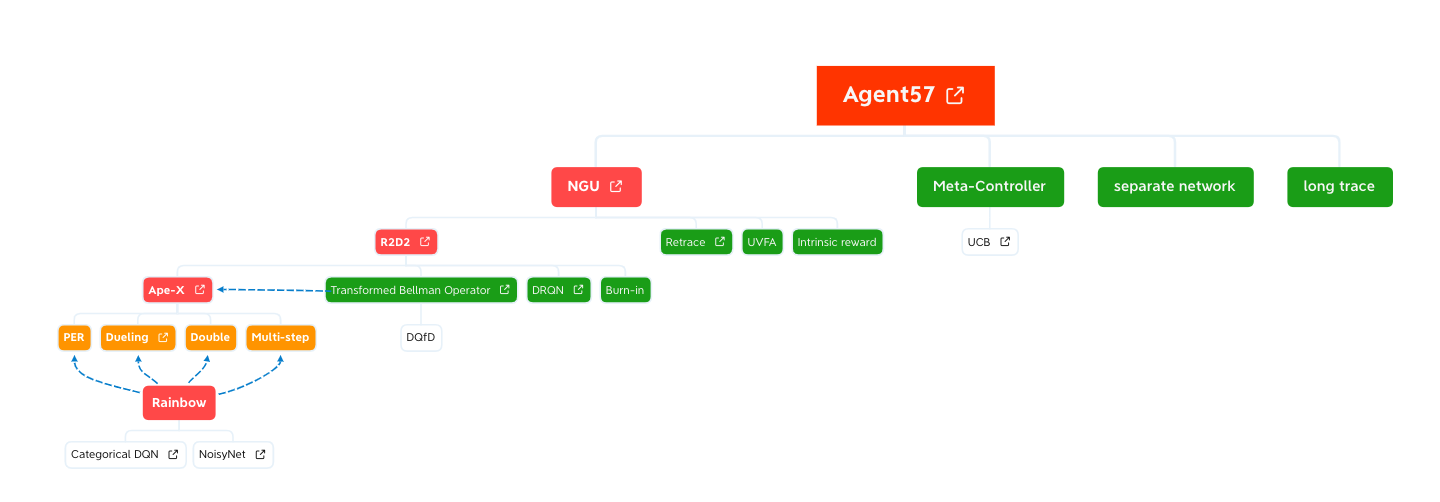 Agent57
NGU
Meta-Controller
separate network
long trace
R2D2
Retrace
UVFA
Intrinsic reward
UCB
Ape-X
Transformed Bellman Operator
DRQN
Burn-in
PER
Dueling
Double
Multi-step
DQfD
Rainbow
Categorical DQN
NoisyNet